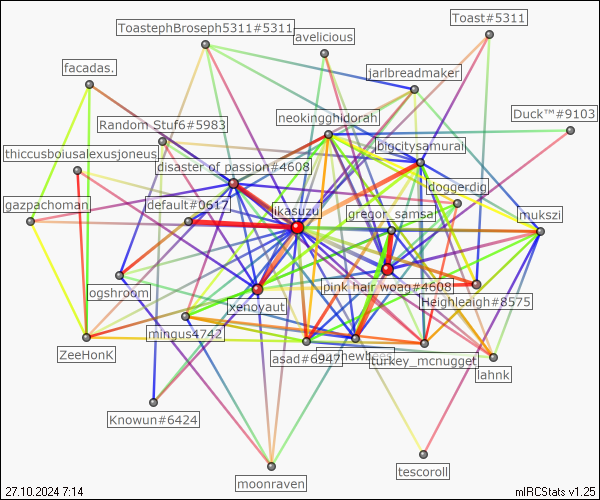 Toast#5311
ToastephBroseph5311#5311
avelicious
facadas.
jarlbreadmaker
Duck™#9103
neokingghidorah
Random Stuf6#5983
bigcitysamurai
thiccusboiusalexusjoneus
disaster of passion#4608
doggerdig
gazpachoman
default#0617
ikasuzu
gregor_samsa
mukszi
pink hair woag#4608
ogshroom
xenoyaut
Heighleaigh#8575
mingus4742
ZeeHonK
asad#6947
turkey_mcnugget
lahnk
Knowun#6424
tescoroll
moonraven
27.10.2024 7:14
mIRCStats v1.25